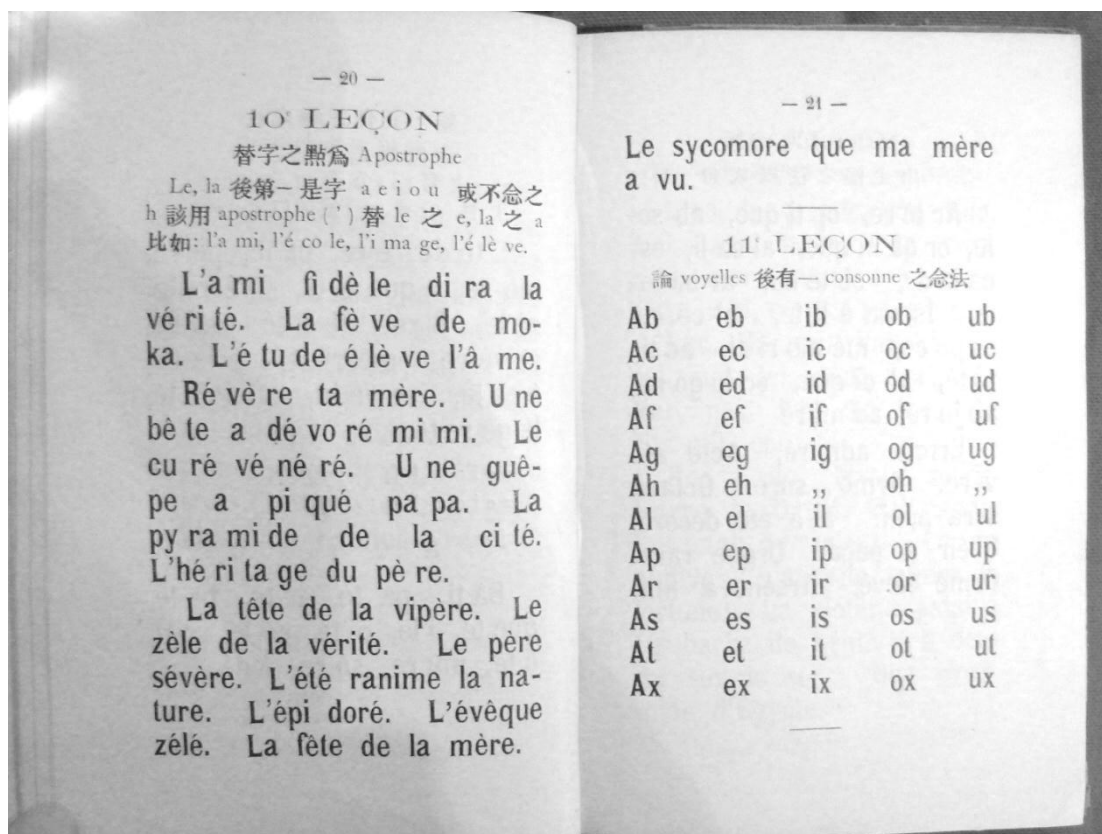 — 20 —
10e LEÇON
替字之點爲 Apostrophe
Le, la 後第一是字 a e i o u 或不念之
h 該用 apostrophe (') 替 le 之 e, la 之 a
比如: l'a mi, l'é co le, l'i ma ge, l'é lè ve.
L'a mi fi dè le di ra la
vé ri té. La fè ve de mo-
ka. L'é tu de é lè ve l'â me.
Ré vè re ta mère. U ne
bê te a dé vo ré mi mi. Le
cu ré vé né ré. U ne guê-
pe a pi qué pa pa. La
py ra mi de de la ci té.
L'hé ri ta ge du pè re.
La tête de la vipère. Le
zèle de la vérité. Le père
sévère. L'été ranime la na-
ture. L'épi doré. L'évêque
zélé. La fête de la mère.
— 21 —
Le sycomore que ma mère
a vu.
11e LEÇON
論 voyelles 後有一 consonne 之念法
Ab eb ib ob ub
Ac ec ic oc uc
Ad ed id od ud
Af ef if of uf
Ag eg ig og ug
Ah eh ,, oh ,,
Al el il ol ul
Ap ep ip op up
Ar er ir or ur
As es is os us
At et it ot ut
Ax ex ix ox ux